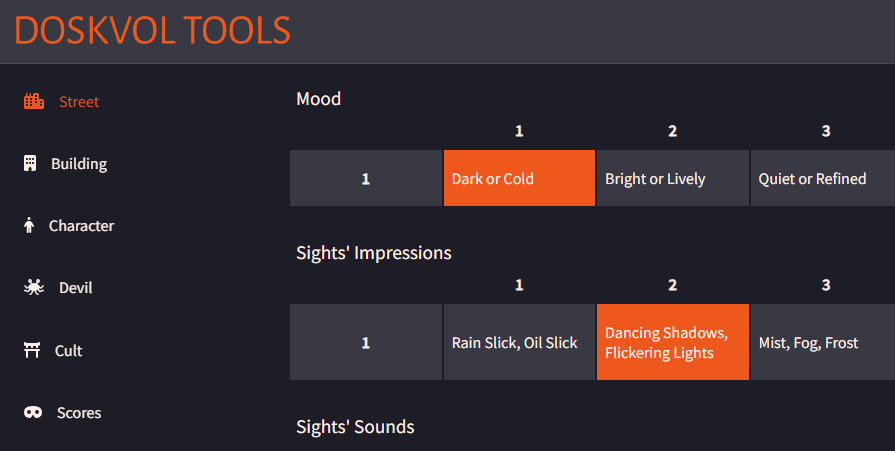 DOSKVOL TOOLS
Street
Building
Character
Devil
Cult
Scores
Mood
1 2 3
1 Dark or Cold Bright or Lively Quiet or Refined
Sights' Impressions
1 2 3
1 Rain Slick, Oil Slick Dancing Shadows, Flickering Lights Mist, Fog, Frost
Sights' Sounds